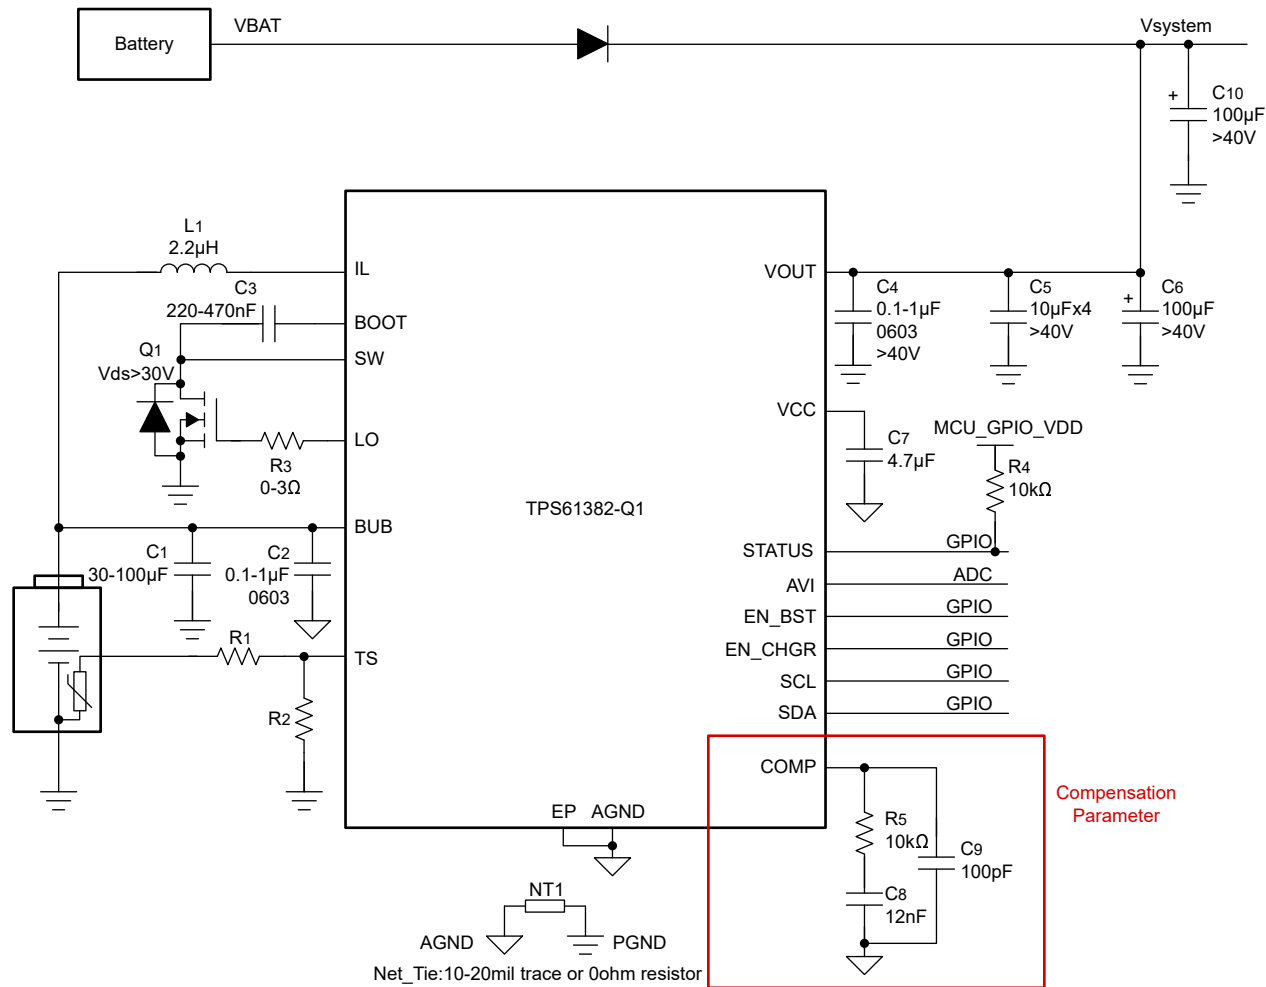 Battery
VBAT
Vsystem
C10
100µF
>40V
L1
2.2µH
IL
VOUT
C3
220-470nF
BOOT
C4
0.1-1µF
0603
>40V
C5
10µFx4
>40V
C6
100µF
>40V
SW
Q1
Vds>30V
VCC
C7
4.7µF
MCU_GPIO_VDD
R4
10kΩ
LO
R3
0-3Ω
TPS61382-Q1
BUB
C1
30-100µF
C2
0.1-1µF
0603
STATUS
GPIO
AVI
ADC
EN_BST
GPIO
EN_CHGR
GPIO
SCL
GPIO
SDA
GPIO
R1
TS
R2
COMP
Compensation
Parameter
R5
10kΩ
C9
100pF
C8
12nF
EP
AGND
NT1
AGND
PGND
Net_Tie:10-20mil trace or 0ohm resistor